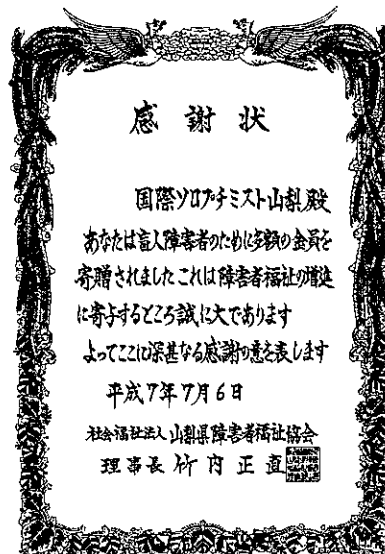 感謝状
国際ソロプチミスト山梨殿
あなたは盲人障害者のために多額の金員を
寄贈されましたこれは障害者福祉の増進
に寄与するところ誠に大であります
よってここに深甚なる感謝の意を表します
平成7年7月6日
社会福祉法人山梨県障害者福祉協会
理事長 竹内正直